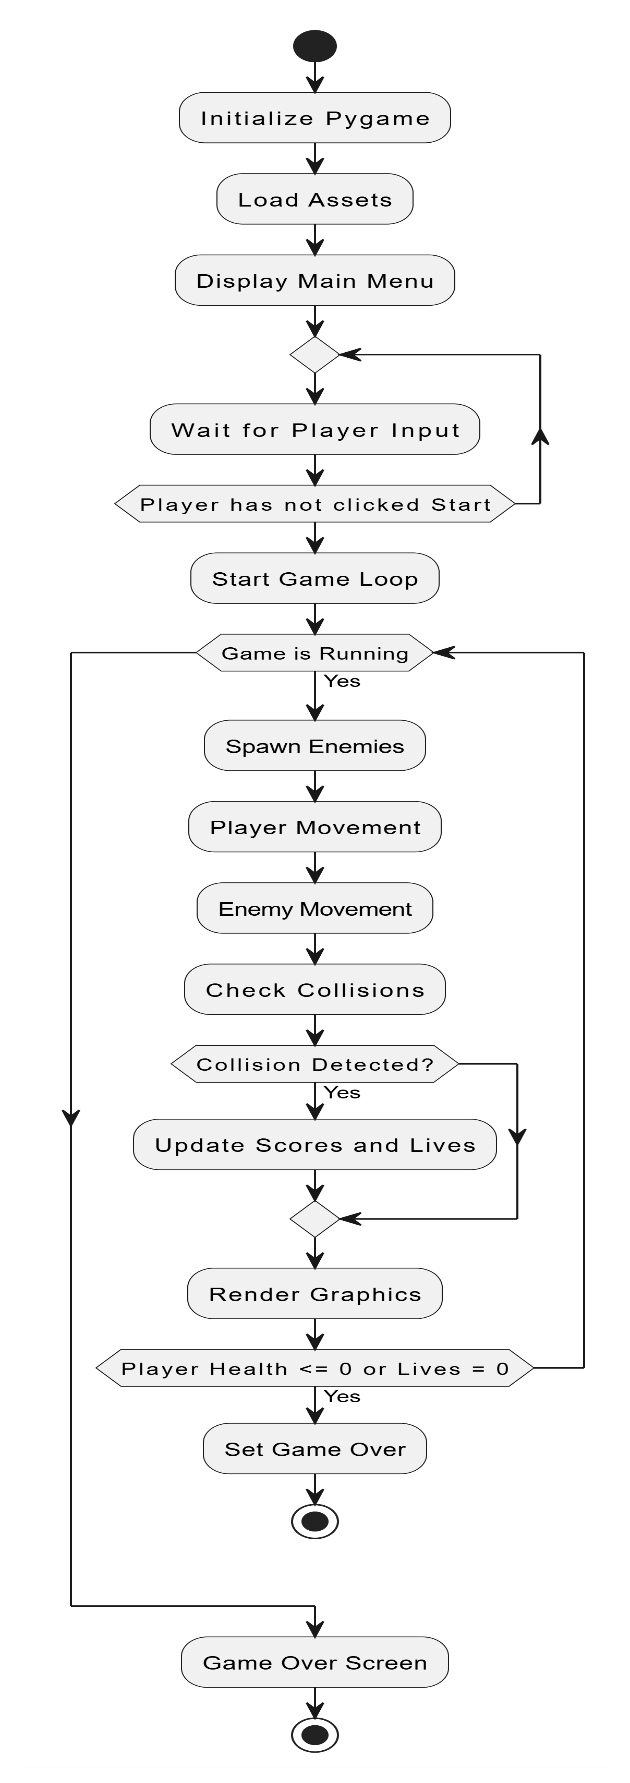 Initialize Pygame
Load Assets
Display Main Menu
Wait for Player Input
Player has not clicked Start
Start Game Loop
Game is Running
Yes
Spawn Enemies
Player Movement
Enemy Movement
Check Collisions
Collision Detected?
Yes
Update Scores and Lives
Render Graphics
Player Health <= 0 or Lives = 0
Yes
Set Game Over
Game Over Screen